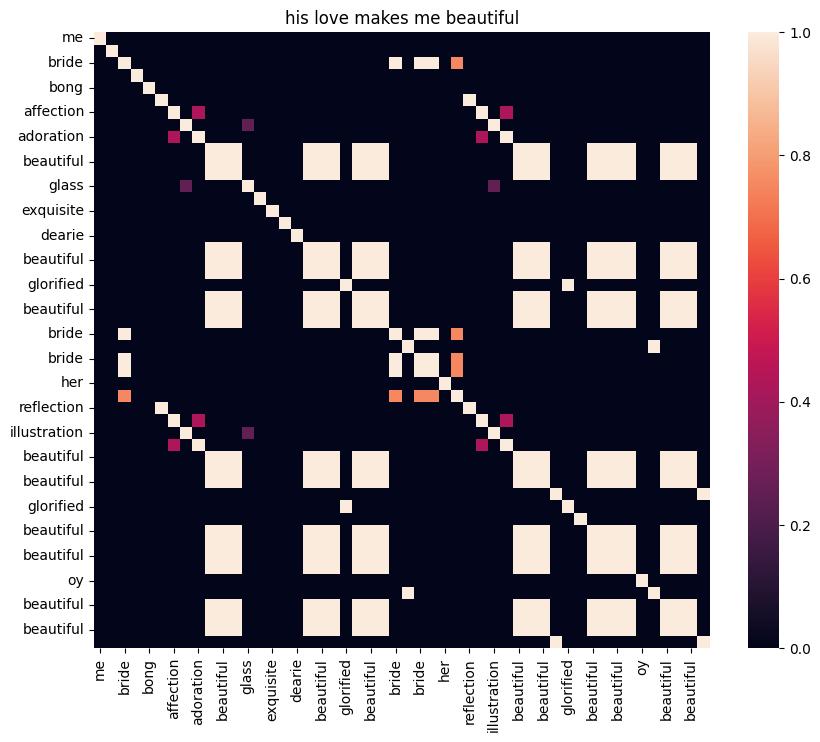 his love makes me beautiful
me
bride
bong
affection
adoration
beautiful
glass
exquisite
dearie
beautiful
glorified
beautiful
bride
bride
her
reflection
illustration
beautiful
beautiful
glorified
beautiful
beautiful
oy
beautiful
beautiful
1.0
0.8
0.6
0.4
0.2
0.0
me
bride
bong
affection
adoration
beautiful
glass
exquisite
dearie
beautiful
glorified
beautiful
bride
bride
her
reflection
illustration
beautiful
beautiful
glorified
beautiful
beautiful
oy
beautiful
beautiful